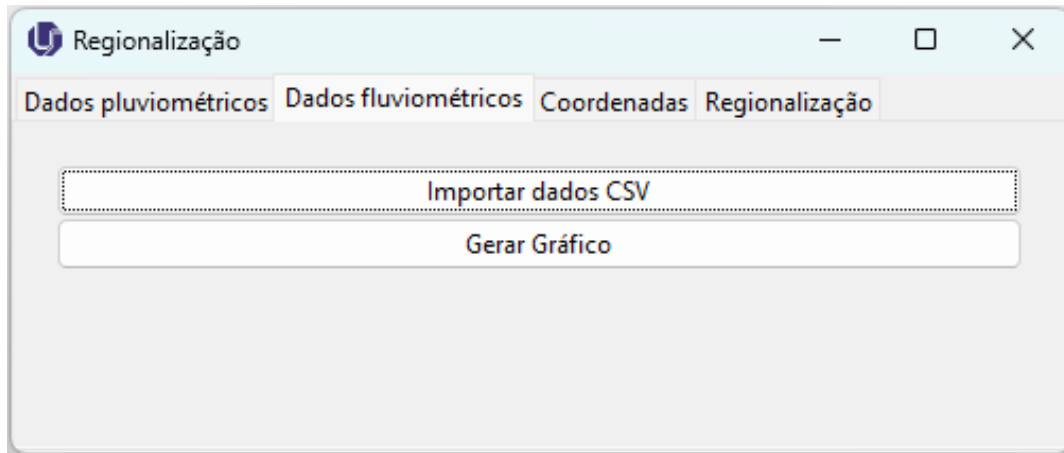 Regionalização
Dados pluviométricos Dados fluviométricos Coordenadas Regionalização
Importar dados CSV
Gerar Gráfico